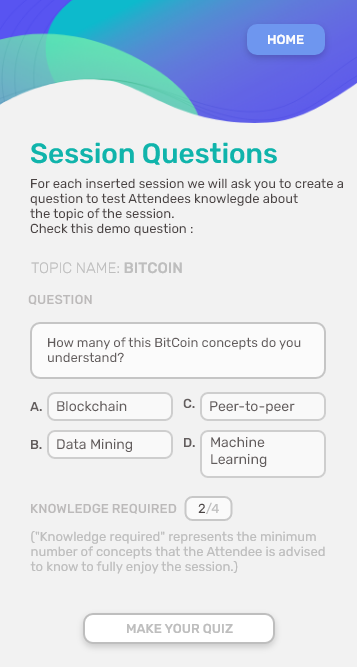 HOME
Session Questions
For each inserted session we will ask you to create a
question to test Attendees knowlegde about
the topic of the session.
Check this demo question :
TOPIC NAME: BITCOIN
QUESTION
How many of this BitCoin concepts do you
understand?
A. Blockchain
B. Data Mining
C. Peer-to-peer
D. Machine
Learning
KNOWLEDGE REQUIRED 2/4
("Knowledge required" represents the minimum
number of concepts that the Attendee is advised
to know to fully enjoy the session.)
MAKE YOUR QUIZ